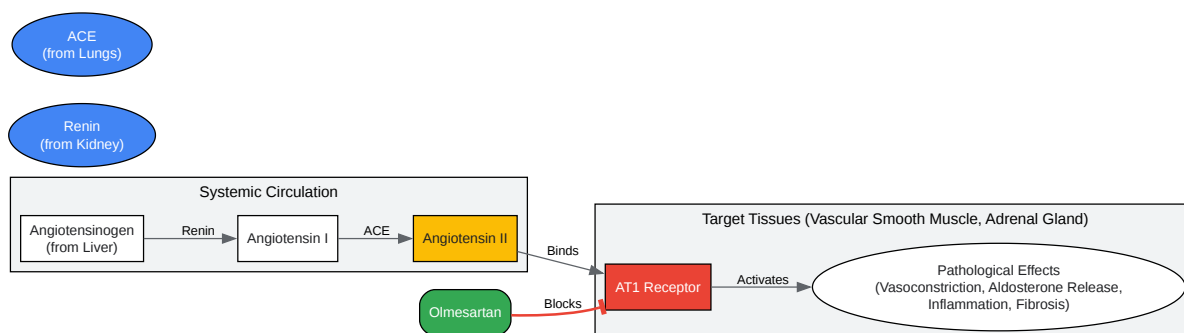 ACE
(from Lungs)
Renin
(from Kidney)
Systemic Circulation
Angiotensinogen
(from Liver)
Renin
Angiotensin I
ACE
Angiotensin II
Binds
Target Tissues (Vascular Smooth Muscle, Adrenal Gland)
AT1 Receptor
Activates
Pathological Effects
(Vasoconstriction, Aldosterone Release,
Inflammation, Fibrosis)
Olmesartan
Blocks